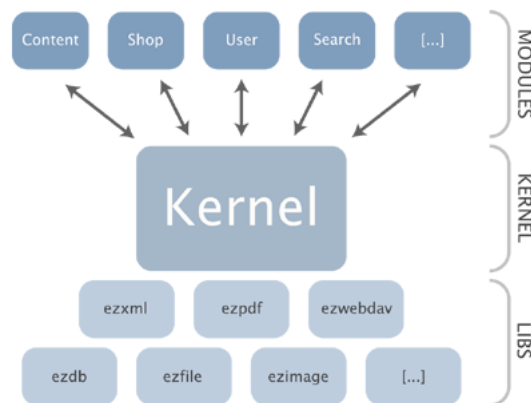 Content Shop User Search [...]
MODULES
Kernel
KERNEL
ezxml ezpdf ezwebdav
ezdb ezfile ezimage [...]
LIBS